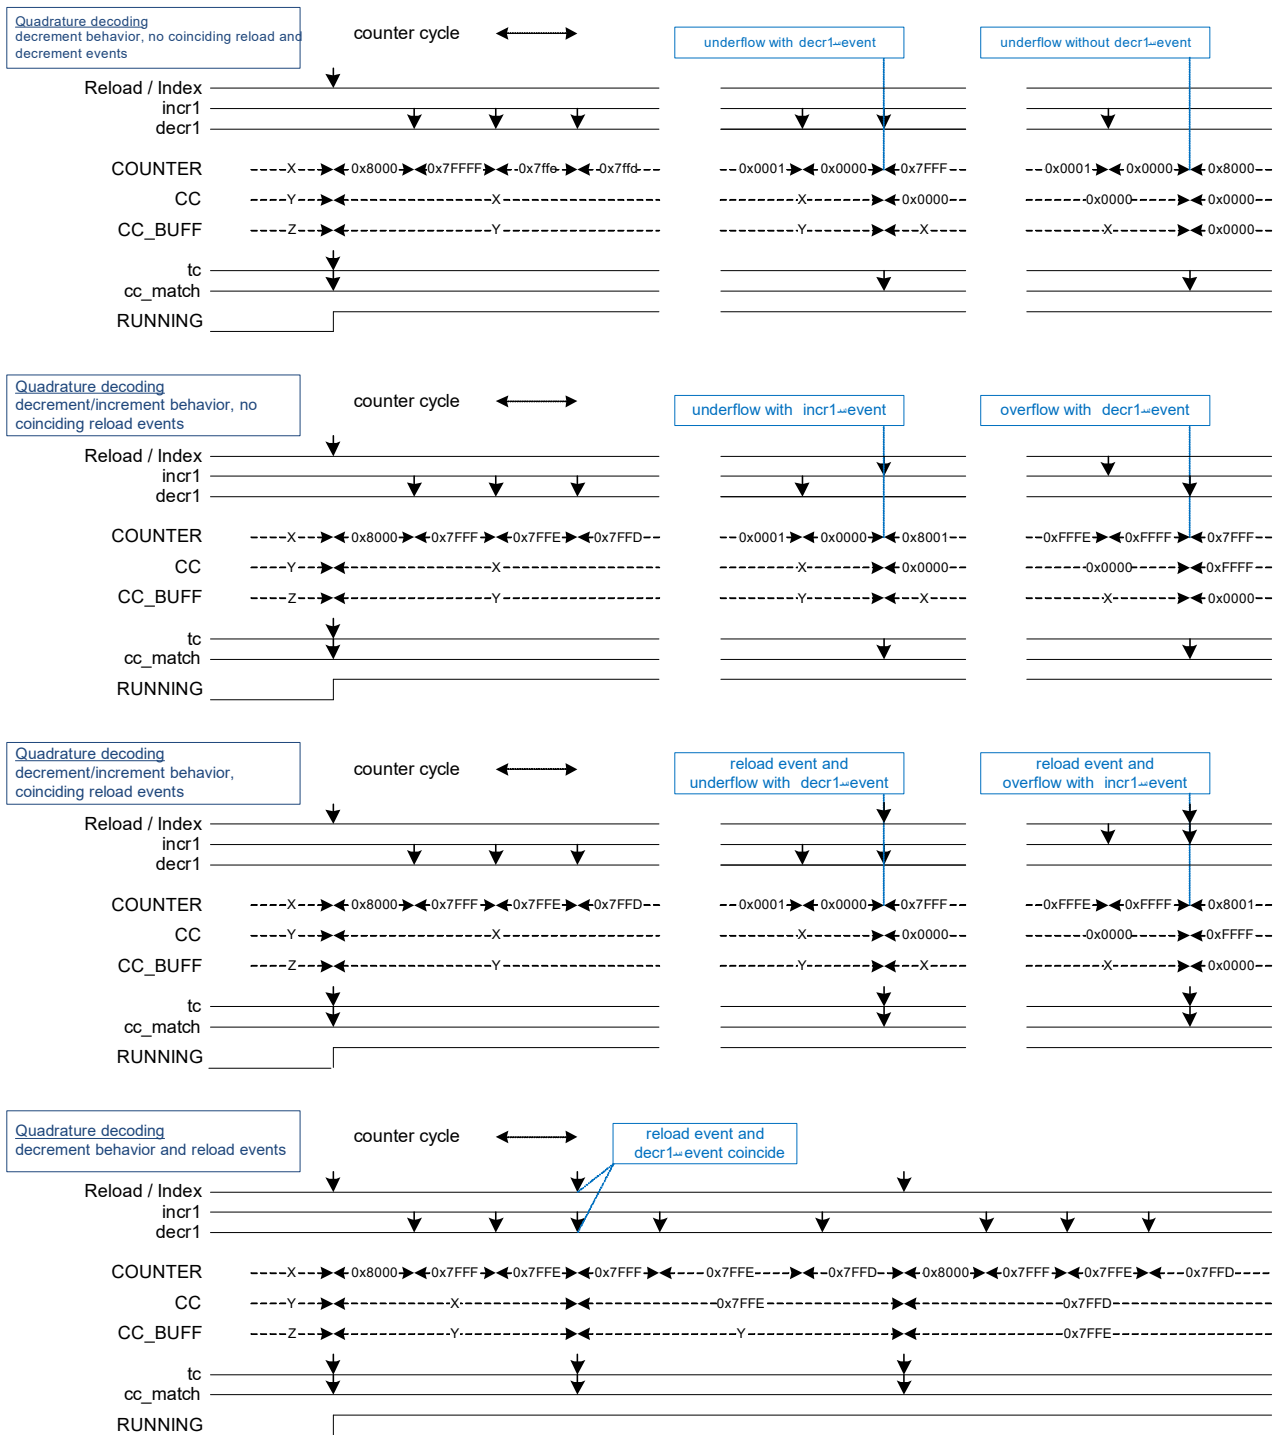 Quadrature decoding
decrement behavior, no coinciding reload and
decrement events
counter cycle
underflow with decr1 event
underflow without decr1 event
Reload / Index
incr1
decr1
COUNTER X 0x8000 0x7FFFF 0x7ffe 0x7ffd 0x0001 0x0000 0x7FFF 0x0001 0x0000 0x8000
CC Y X X 0x0000 0x0000 0x0000
CC_BUFF Z Y Y X X 0x0000
tc
cc_match
RUNNING
Quadrature decoding
decrement/increment behavior, no
coinciding reload events
counter cycle
underflow with incr1 event
overflow with decr1 event
Reload / Index
incr1
decr1
COUNTER X 0x8000 0x7FFF 0x7FFE 0x7FFD 0x0001 0x0000 0x8001 0xFFFE 0xFFFF 0x7FFF
CC Y X X 0x0000 0x0000 0xFFFF
CC_BUFF Z Y Y X X 0x0000
tc
cc_match
RUNNING
Quadrature decoding
decrement/increment behavior,
coinciding reload events
counter cycle
reload event and
underflow with decr1 event
reload event and
overflow with incr1 event
Reload / Index
incr1
decr1
COUNTER X 0x8000 0x7FFF 0x7FFE 0x7FFD 0x0001 0x0000 0x7FFF 0xFFFE 0xFFFF 0x8001
CC Y X X 0x0000 0x0000 0xFFFF
CC_BUFF Z Y Y X X 0x0000
tc
cc_match
RUNNING
Quadrature decoding
decrement behavior and reload events
counter cycle
reload event and
decr1 event coincide
Reload / Index
incr1
decr1
COUNTER X 0x8000 0x7FFF 0x7FFE 0x7FFF 0x7FFE 0x7FFD 0x8000 0x7FFF 0x7FFE 0x7FFD
CC Y X 0x7FFE 0x7FFD
CC_BUFF Z Y Y 0x7FFE
tc
cc_match
RUNNING